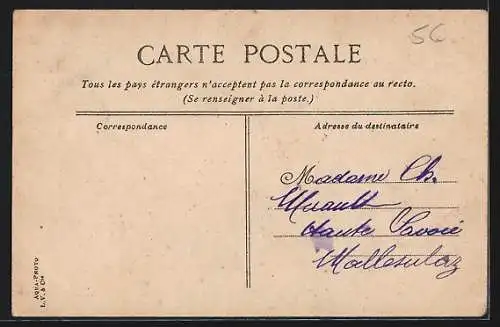 56
CARTE POSTALE
Tous les pays étrangers n'acceptent pas la correspondance au recto.
(Se renseigner à la poste.)
Correspondance
Adresse du destinataire
Madame Ch.
Haute Savoie
AQUA-PHOTO
L. V. & Cie